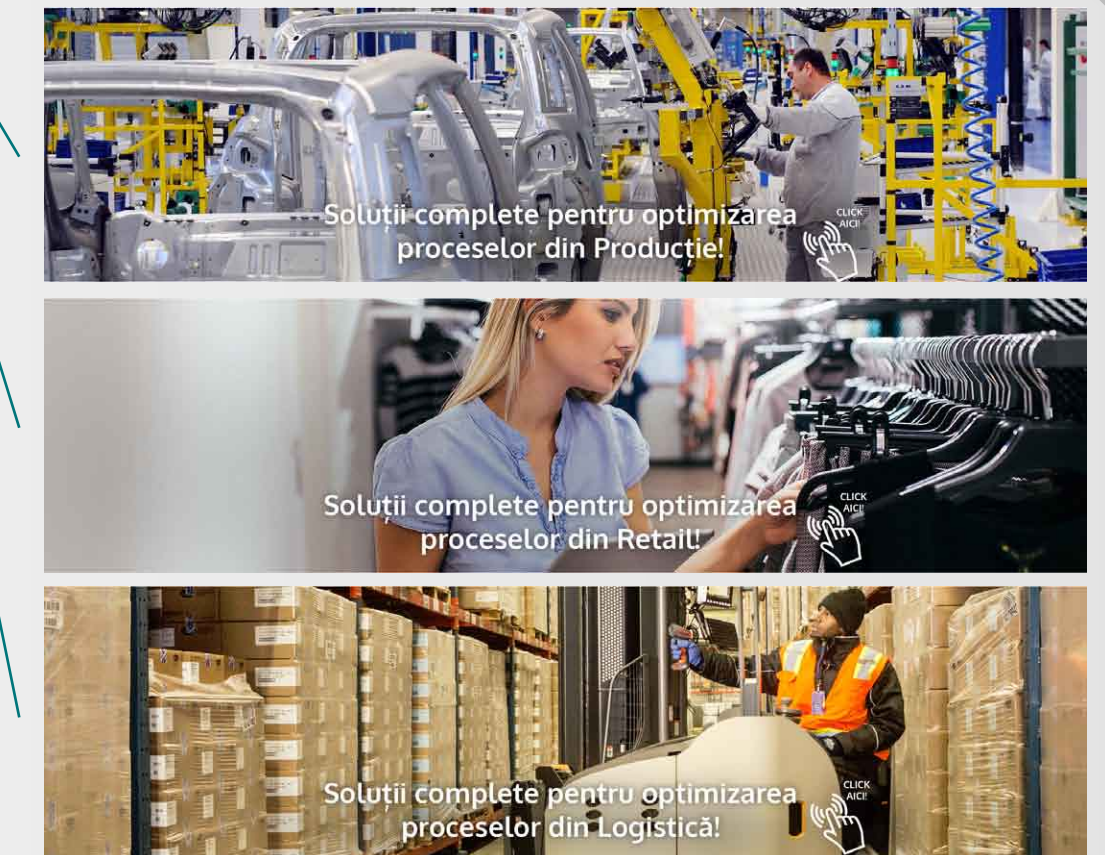 Soluții complete pentru optimizarea
proceselor din Producție!
CLICK
AICI!
Soluții complete pentru optimizarea
proceselor din Retail!
CLICK
AICI!
Soluții complete pentru optimizarea
proceselor din Logistică!
CLICK
AICI!